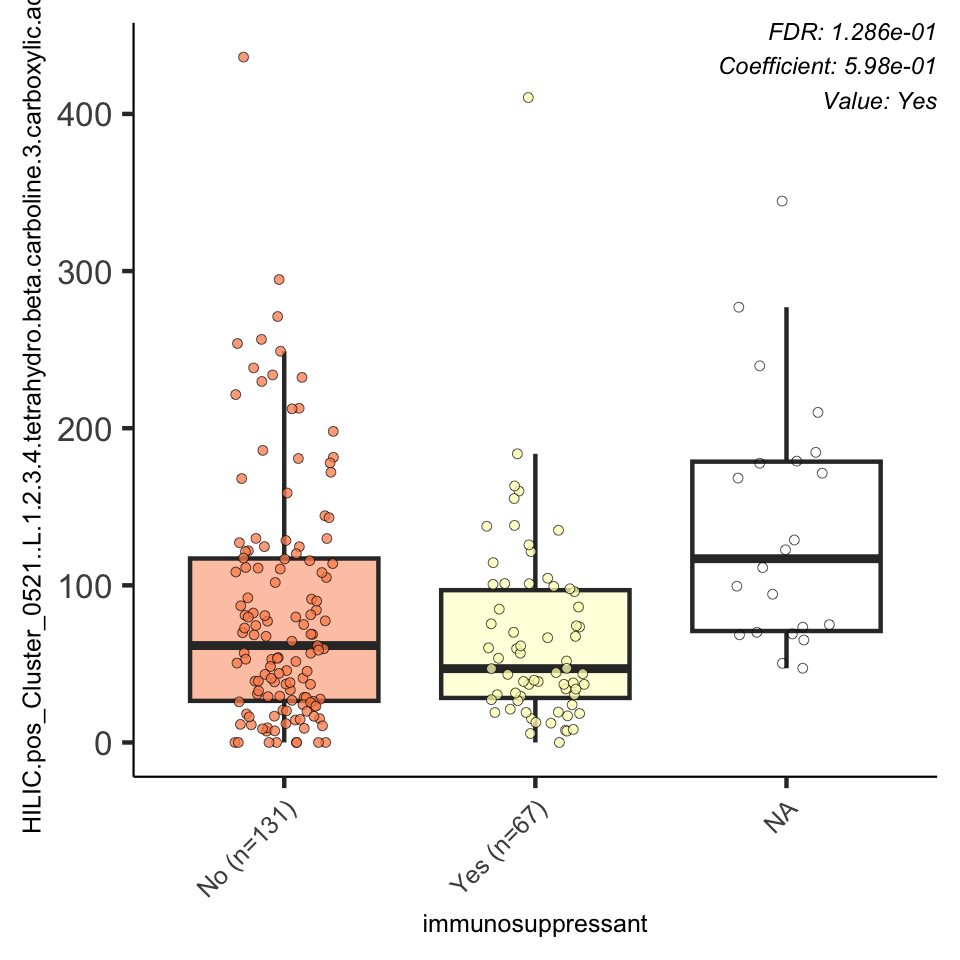 FDR: 1.286e-01
Coefficient: 5.98e-01
Value: Yes
HILIC.pos_Cluster_0521..L.1.2.3.4.tetrahydro.beta.carboline.3.carboxylic.ac
400
300
200
100
0
No (n=131)
Yes (n=67)
NA
immunosuppressant